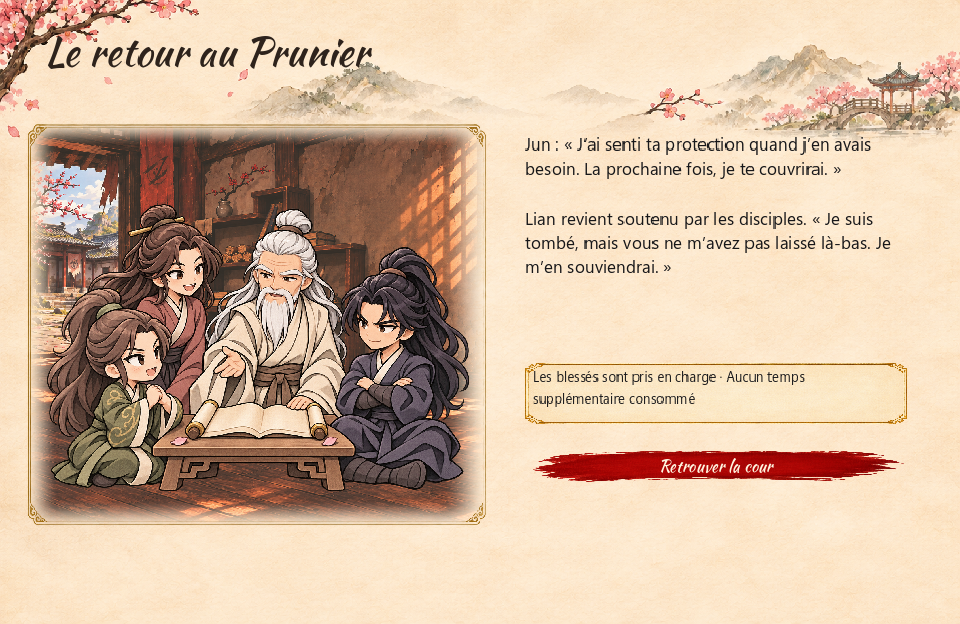 Le retour au Prunier
Jun : « J'ai senti ta protection quand j'en avais
besoin. La prochaine fois, je te couvrirai. »
Lian revient soutenu par les disciples. « Je suis
tombé, mais vous ne m'avez pas laissé là-bas. Je
m'en souviendrai. »
Les blessés sont pris en charge · Aucun temps
supplémentaire consommé
Retrouver la cour